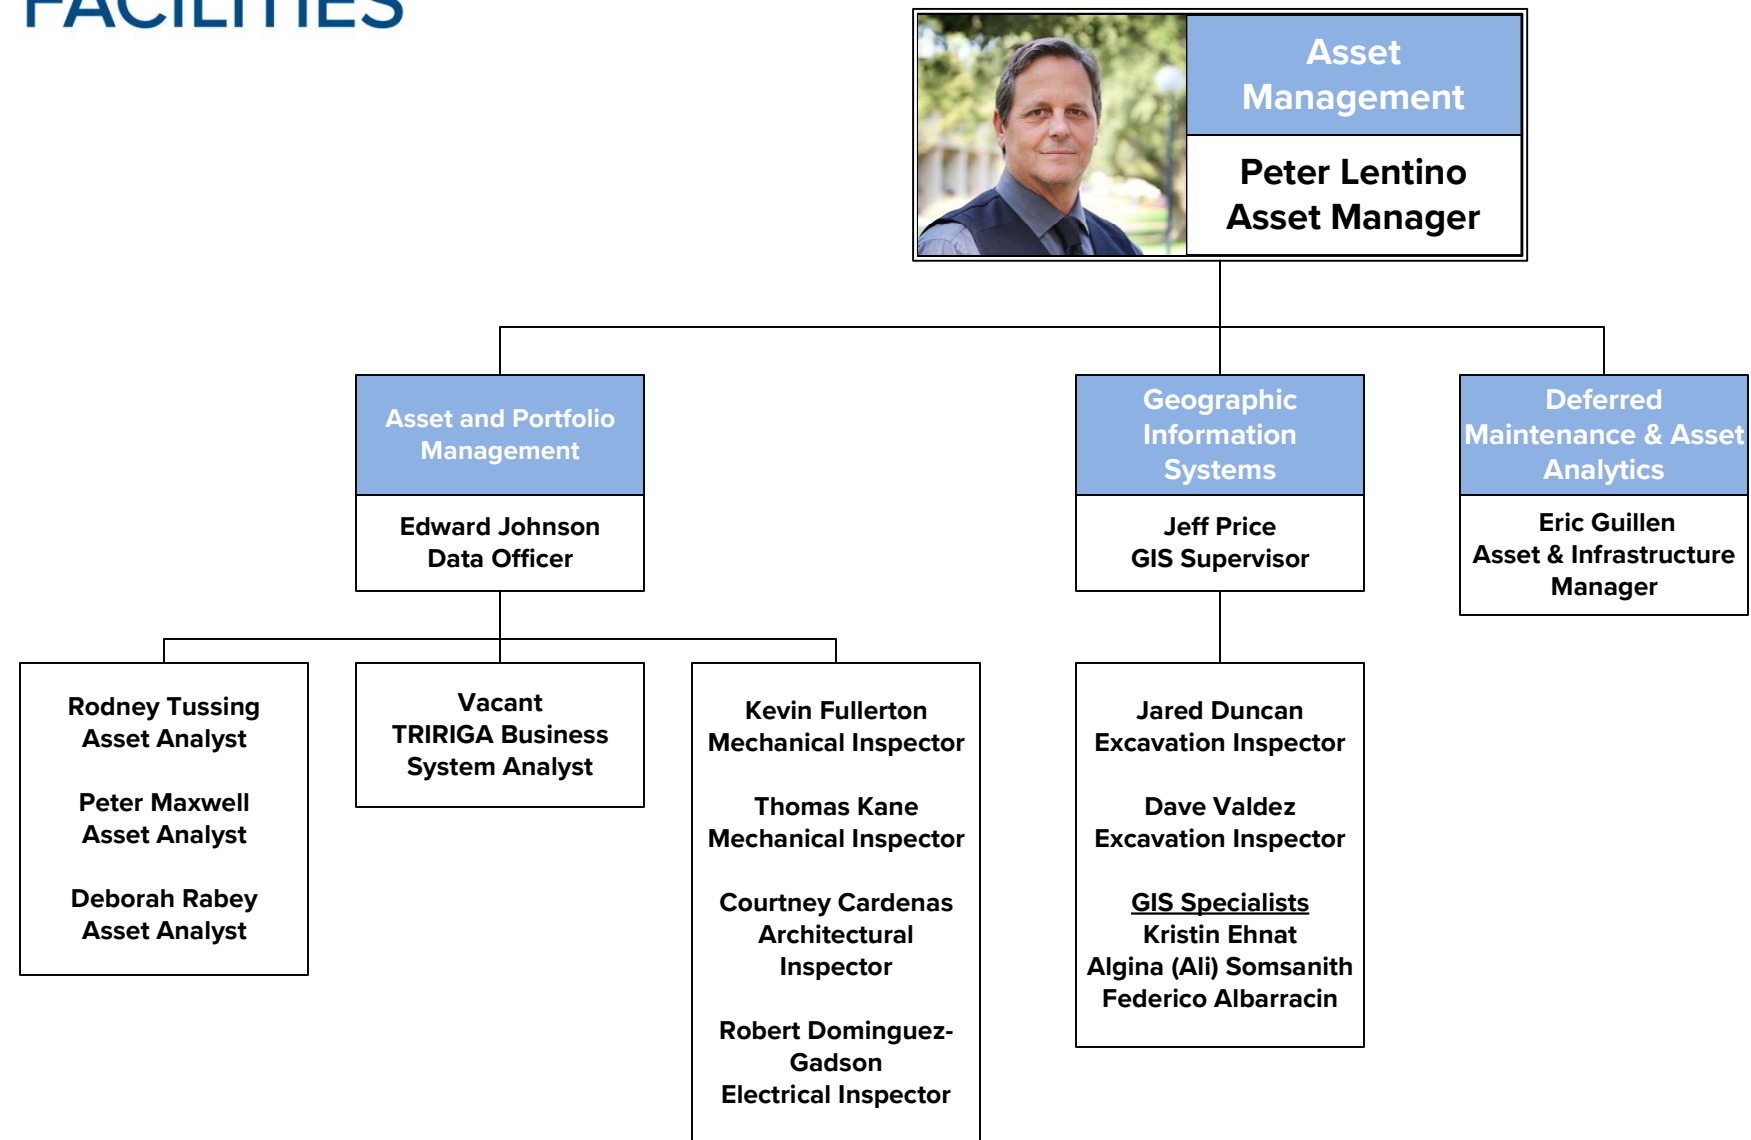 FACILITIES
Asset
Management
Peter Lentino
Asset Manager
Asset and Portfolio
Management
Edward Johnson
Data Officer
Geographic
Information
Systems
Jeff Price
GIS Supervisor
Deferred
Maintenance & Asset
Analytics
Eric Guillen
Asset & Infrastructure
Manager
Rodney Tussing
Asset Analyst
Peter Maxwell
Asset Analyst
Deborah Rabey
Asset Analyst
Vacant
TRIRIGA Business
System Analyst
Kevin Fullerton
Mechanical Inspector
Thomas Kane
Mechanical Inspector
Courtney Cardenas
Architectural
Inspector
Robert Dominguez-
Gadson
Electrical Inspector
Jared Duncan
Excavation Inspector
Dave Valdez
Excavation Inspector
GIS Specialists
Kristin Ehnat
Algina (Ali) Somsanith
Federico Albarracin